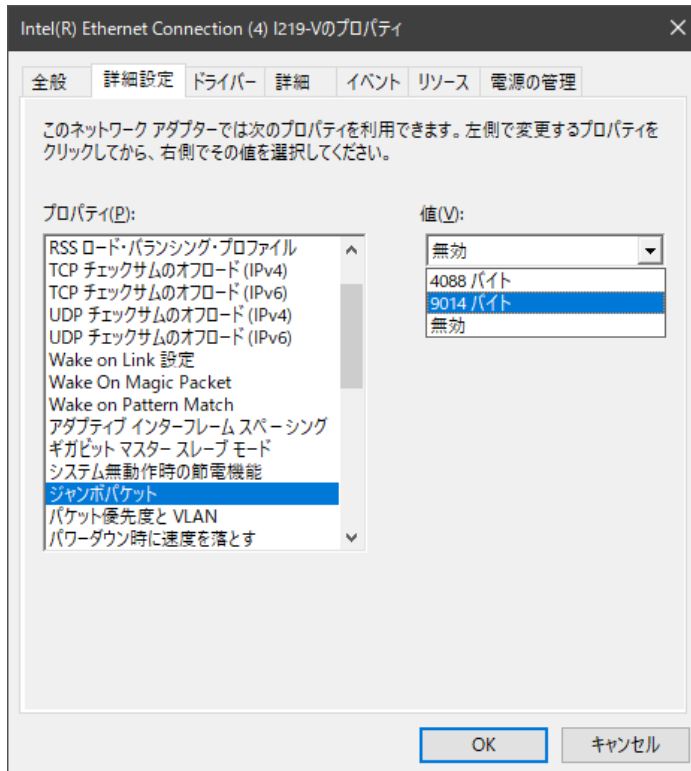 Intel(R) Ethernet Connection (4) I219-Vのプロパティ
全般 詳細設定 ドライバー 詳細 イベント リソース 電源の管理
このネットワーク アダプターでは次のプロパティを利用できます。左側で変更するプロパティを
クリックしてから、右側でその値を選択してください。
プロパティ(P):
RSS ロード・バランシング・プロファイル
TCP チェックサムのオフロード (IPv4)
TCP チェックサムのオフロード (IPv6)
UDP チェックサムのオフロード (IPv4)
UDP チェックサムのオフロード (IPv6)
Wake on Link 設定
Wake On Magic Packet
Wake on Pattern Match
アダプティブ インターフレーム スペーシング
ギガビット マスター スレーブ モード
システム無動作時の節電機能
ジャンボパケット
パケット優先度と VLAN
パワーダウン時に速度を落とす
値(V):
無効
4088 バイト
9014 バイト
無効
OK キャンセル